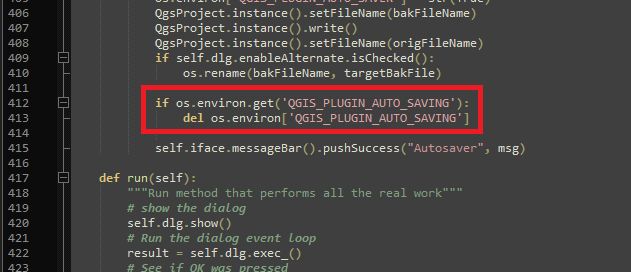 405 os.environ['QGIS_PLUGIN_AUTO_SAVER'] = str(True)
406 QgsProject.instance().setFileName(bakFileName)
407 QgsProject.instance().write()
408 QgsProject.instance().setFileName(origFileName)
409 if self.dlg.enableAlternate.isChecked():
410 os.rename(bakFileName, targetBakFile)
411
412 if os.environ.get('QGIS_PLUGIN_AUTO_SAVING'):
413 del os.environ['QGIS_PLUGIN_AUTO_SAVING']
414
415 self.iface.messageBar().pushSuccess("Autosaver", msg)
416
417 def run(self):
418 """Run method that performs all the real work"""
419 # show the dialog
420 self.dlg.show()
421 # Run the dialog event loop
422 result = self.dlg.exec_()
423 # See if OK was pressed